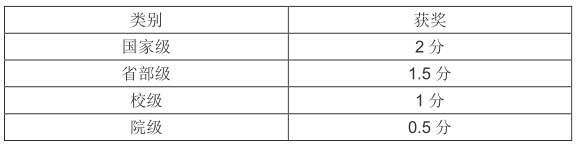 类别 获奖
国家级 2 分
省部级 1.5 分
校级 1 分
院级 0.5 分